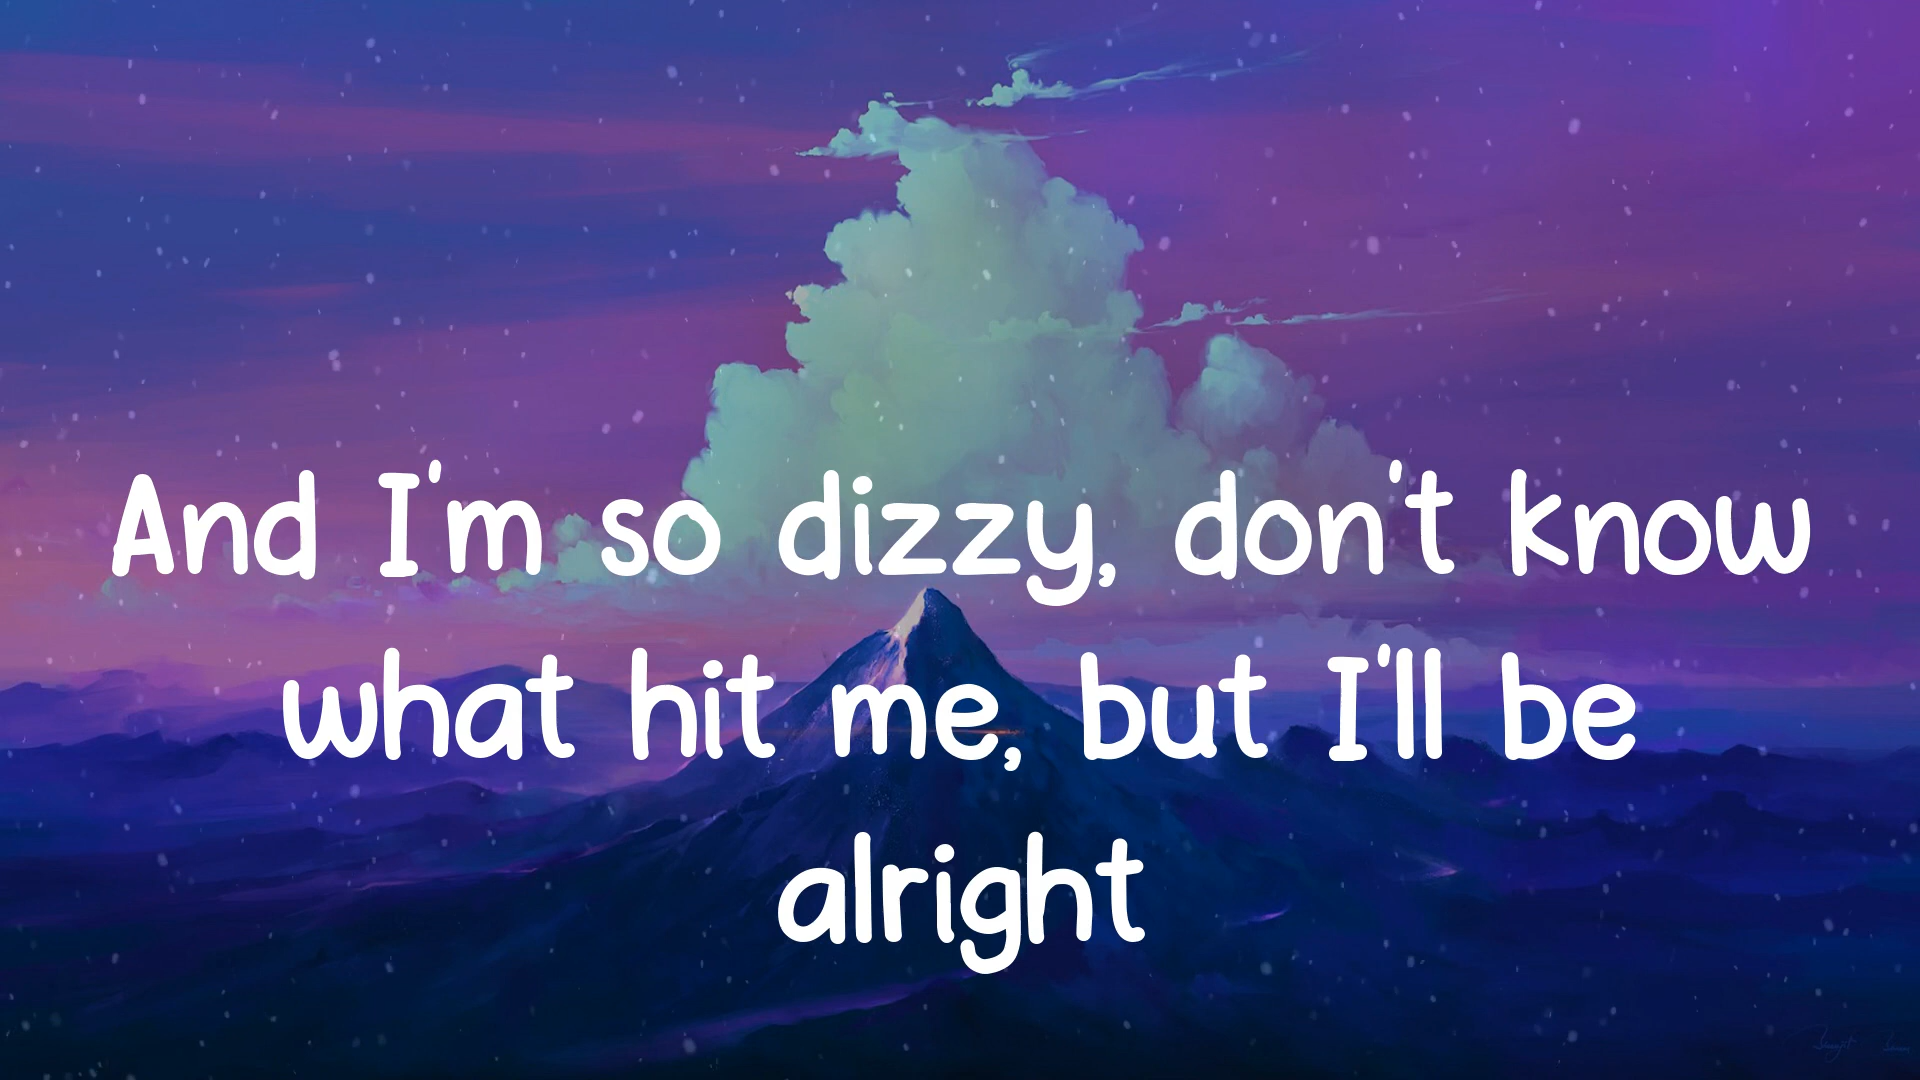 And I'm so dizzy, don't know
what hit me, but I'll be
alright